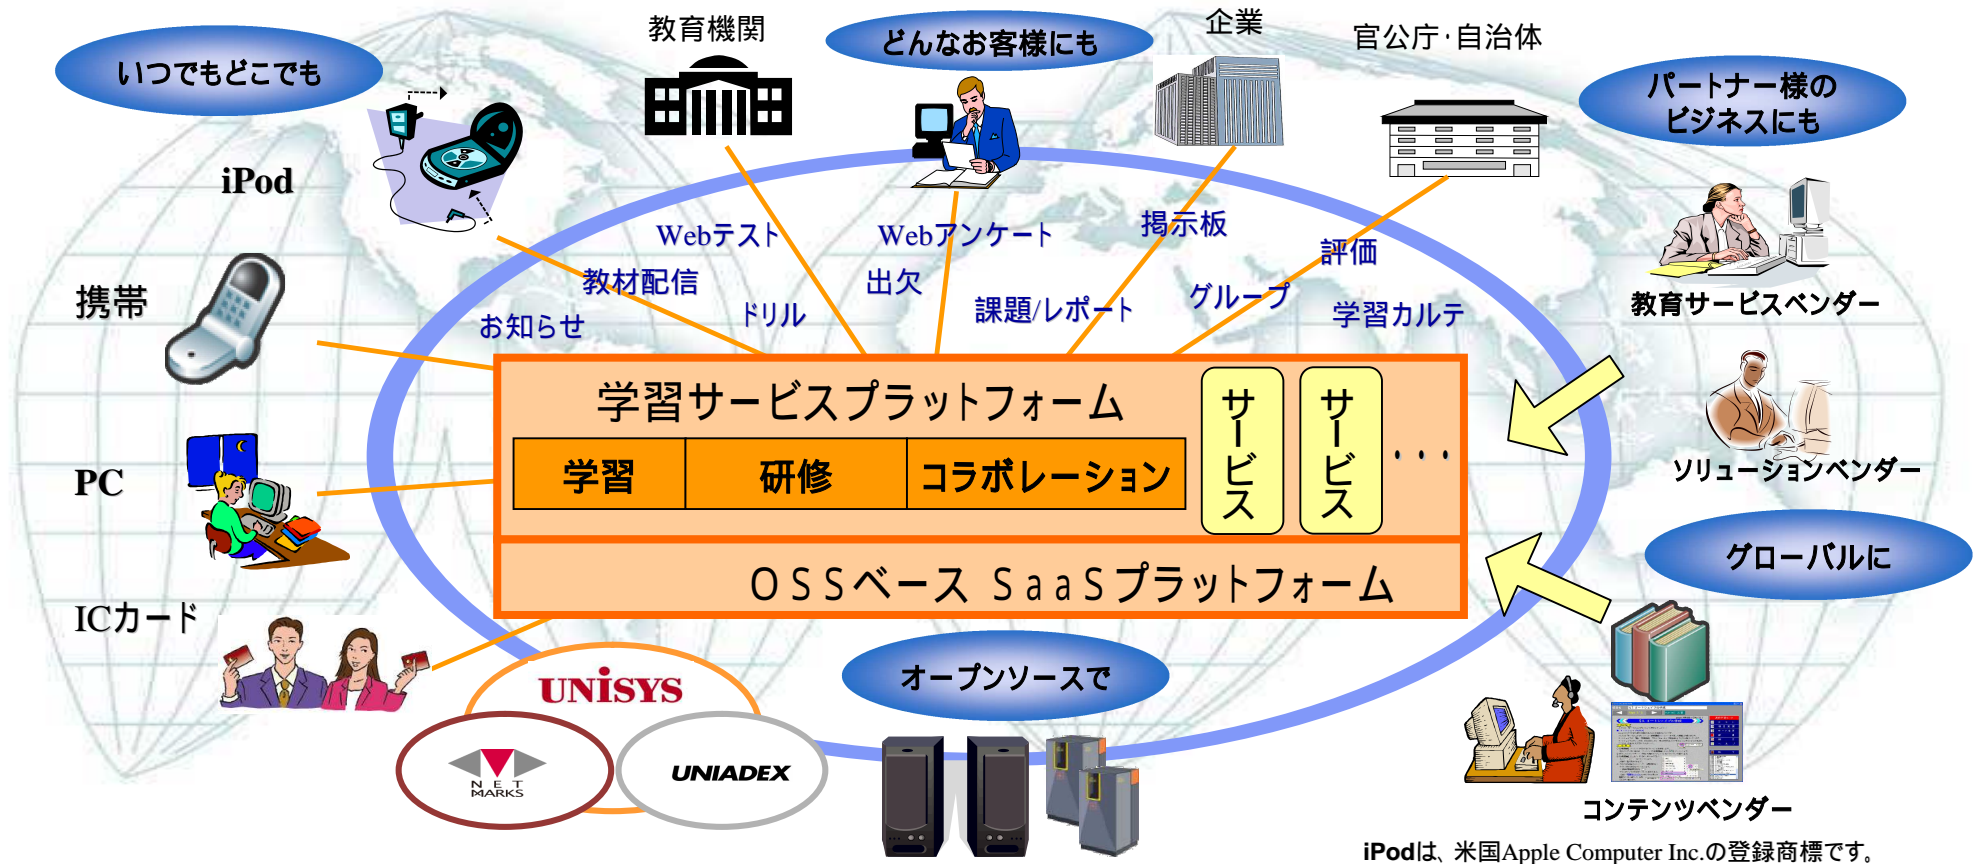 教育機関
どんなお客様にも
企業
官公庁・自治体
いつでもどこでも
パートナー様の
ビジネスにも
iPod
Webテスト
Webアンケート
掲示板
評価
教材配信
出欠
携帯
お知らせ
ドリル
課題/レポート
グループ
学習カルテ
教育サービスベンダー
学習サービスプラットフォーム
サービス
サービス
・・・
学習
研修
コラボレーション
PC
ソリューションベンダー
グローバルに
OSSベース SaaSプラットフォーム
ICカード
UNISYS
オープンソースで
NET
MARKS
UNIADEX
コンテンツベンダー
iPodは、米国Apple Computer Inc.の登録商標です。